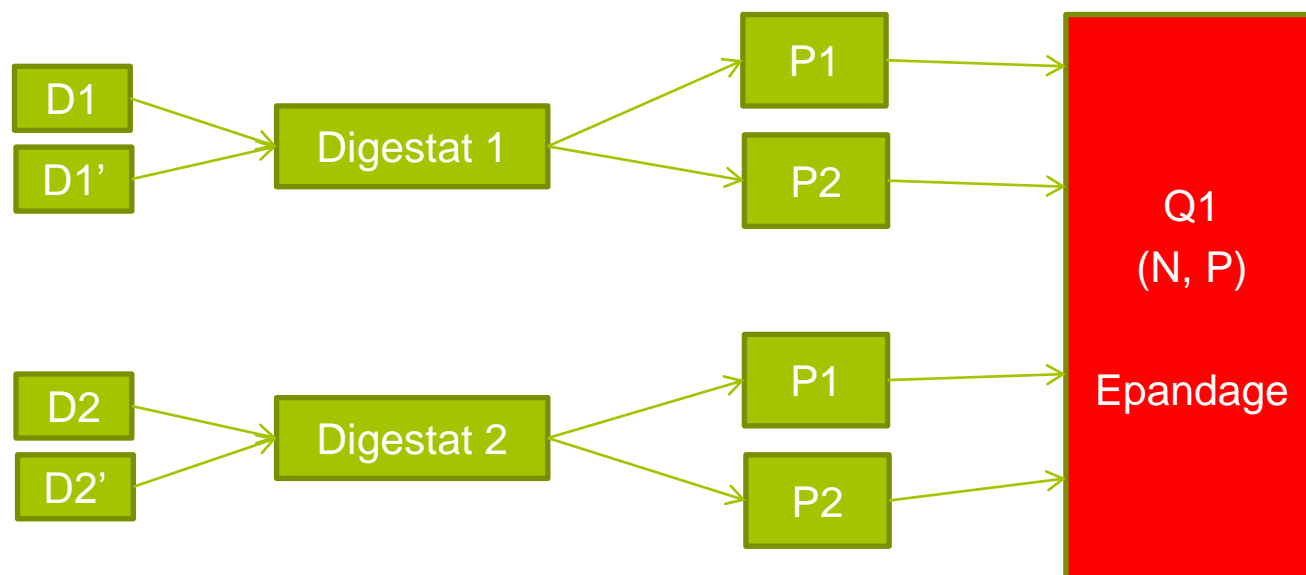 D1
D1’
Digestat 1
P1
P2
D2
D2’
Digestat 2
P1
P2
Q1
(N, P)
Epandage